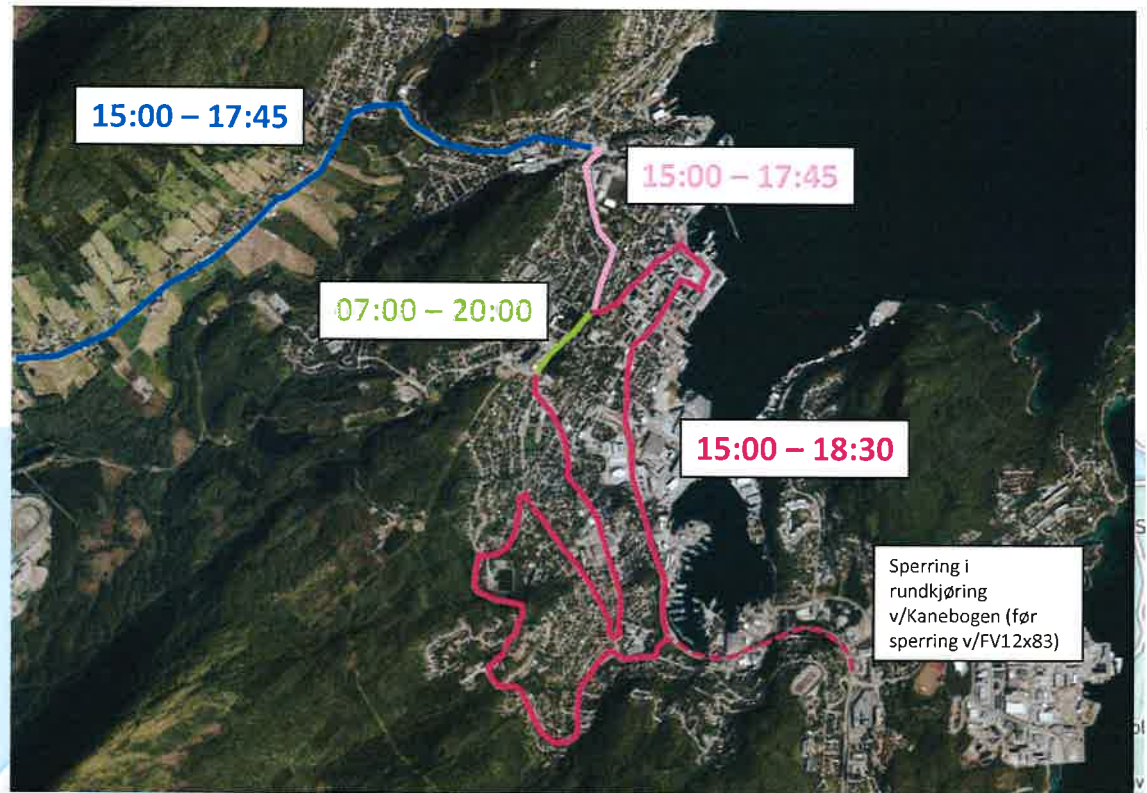 15:00 – 17:45
15:00 – 17:45
07:00 – 20:00
15:00 – 18:30
Sperring i
rundkjøring
v/Kanebogen (før
sperring v/FV12x83)